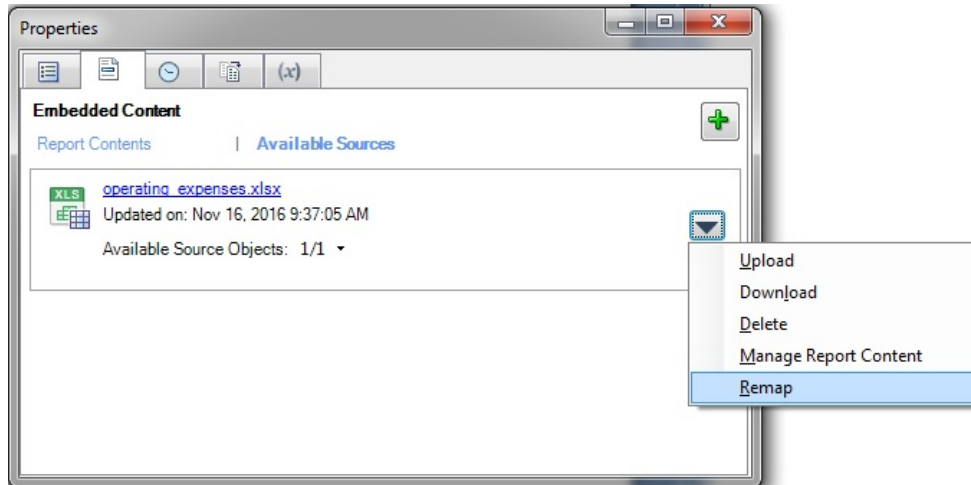 Properties
(x)
Embedded Content
Report Contents | Available Sources
XLS
operating_expenses.xlsx
Updated on: Nov 16, 2016 9:37:05 AM
Available Source Objects: 1/1
Upload
Download
Delete
Manage Report Content
Remap